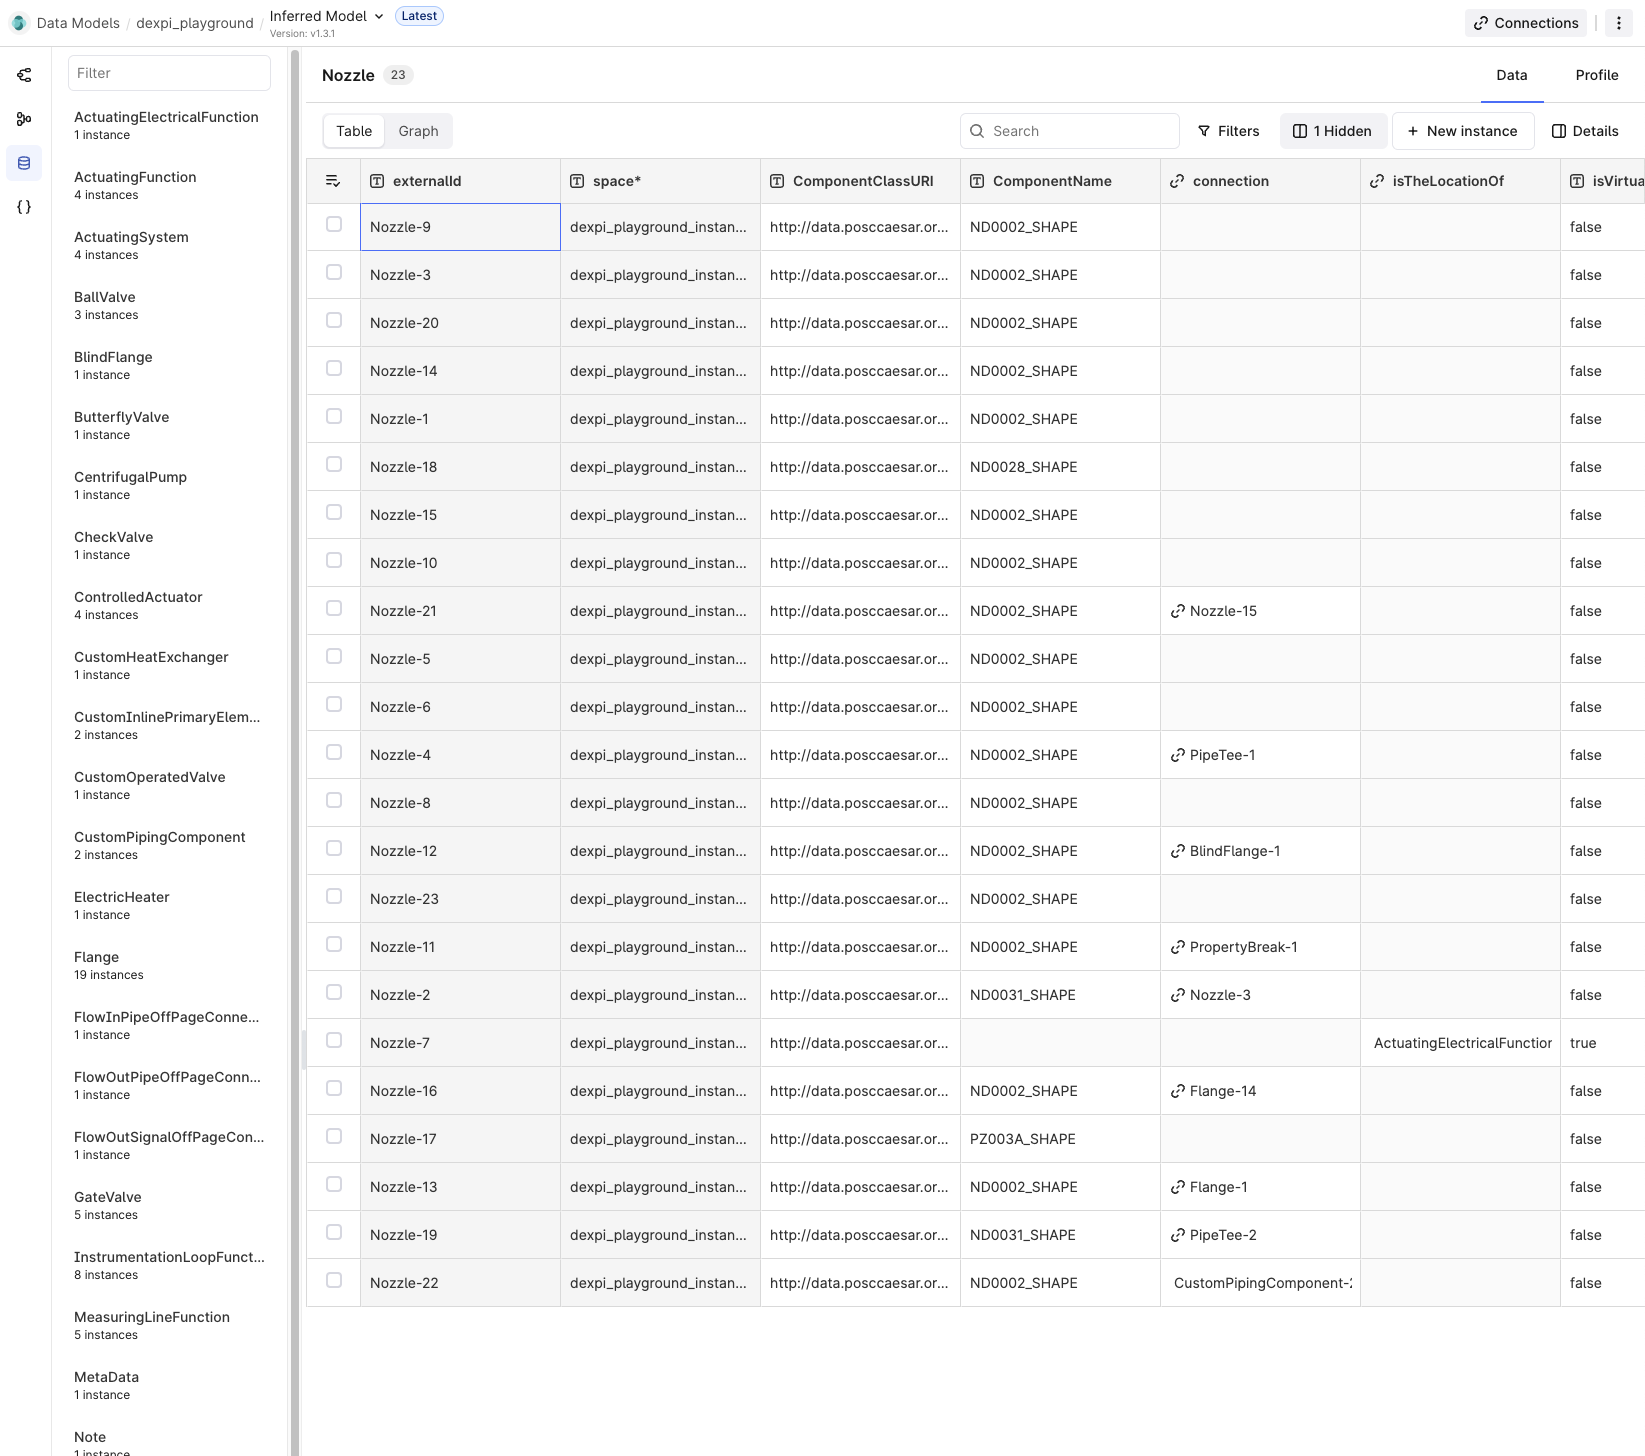 Data Models / dexpi_playground / Inferred Model Latest
Version: v1.3.1
Connections
Filter
ActuatingElectricalFunction
1 instance
ActuatingFunction
4 instances
ActuatingSystem
4 instances
BallValve
3 instances
BlindFlange
1 instance
ButterflyValve
1 instance
CentrifugalPump
1 instance
CheckValve
1 instance
ControlledActuator
4 instances
CustomHeatExchanger
1 instance
CustomInlinePrimaryElem...
2 instances
CustomOperatedValve
1 instance
CustomPipingComponent
2 instances
ElectricHeater
1 instance
Flange
19 instances
FlowInPipeOffPageConne...
1 instance
FlowOutPipeOffPageConn...
1 instance
FlowOutSignalOffPageCon...
1 instance
GateValve
5 instances
InstrumentationLoopFunct...
8 instances
MeasuringLineFunction
5 instances
MetaData
1 instance
Note
1 instance
Nozzle 23
Data Profile
Table Graph Search Filters 1 Hidden + New instance Details
externalId space* ComponentClassURI ComponentName connection isTheLocationOf isVirtua
Nozzle-9 dexpi_playground_instan... http://data.posccaesar.or... ND0002_SHAPE false
Nozzle-3 dexpi_playground_instan... http://data.posccaesar.or... ND0002_SHAPE false
Nozzle-20 dexpi_playground_instan... http://data.posccaesar.or... ND0002_SHAPE false
Nozzle-14 dexpi_playground_instan... http://data.posccaesar.or... ND0002_SHAPE false
Nozzle-1 dexpi_playground_instan... http://data.posccaesar.or... ND0002_SHAPE false
Nozzle-18 dexpi_playground_instan... http://data.posccaesar.or... ND0028_SHAPE false
Nozzle-15 dexpi_playground_instan... http://data.posccaesar.or... ND0002_SHAPE false
Nozzle-10 dexpi_playground_instan... http://data.posccaesar.or... ND0002_SHAPE false
Nozzle-21 dexpi_playground_instan... http://data.posccaesar.or... ND0002_SHAPE Nozzle-15 false
Nozzle-5 dexpi_playground_instan... http://data.posccaesar.or... ND0002_SHAPE false
Nozzle-6 dexpi_playground_instan... http://data.posccaesar.or... ND0002_SHAPE false
Nozzle-4 dexpi_playground_instan... http://data.posccaesar.or... ND0002_SHAPE PipeTee-1 false
Nozzle-8 dexpi_playground_instan... http://data.posccaesar.or... ND0002_SHAPE false
Nozzle-12 dexpi_playground_instan... http://data.posccaesar.or... ND0002_SHAPE BlindFlange-1 false
Nozzle-23 dexpi_playground_instan... http://data.posccaesar.or... ND0002_SHAPE false
Nozzle-11 dexpi_playground_instan... http://data.posccaesar.or... ND0002_SHAPE PropertyBreak-1 false
Nozzle-2 dexpi_playground_instan... http://data.posccaesar.or... ND0031_SHAPE Nozzle-3 false
Nozzle-7 dexpi_playground_instan... http://data.posccaesar.or... ActuatingElectricalFunction true
Nozzle-16 dexpi_playground_instan... http://data.posccaesar.or... ND0002_SHAPE Flange-14 false
Nozzle-17 dexpi_playground_instan... http://data.posccaesar.or... PZ003A_SHAPE false
Nozzle-13 dexpi_playground_instan... http://data.posccaesar.or... ND0002_SHAPE Flange-1 false
Nozzle-19 dexpi_playground_instan... http://data.posccaesar.or... ND0031_SHAPE PipeTee-2 false
Nozzle-22 dexpi_playground_instan... http://data.posccaesar.or... ND0002_SHAPE CustomPipingComponent-2 false